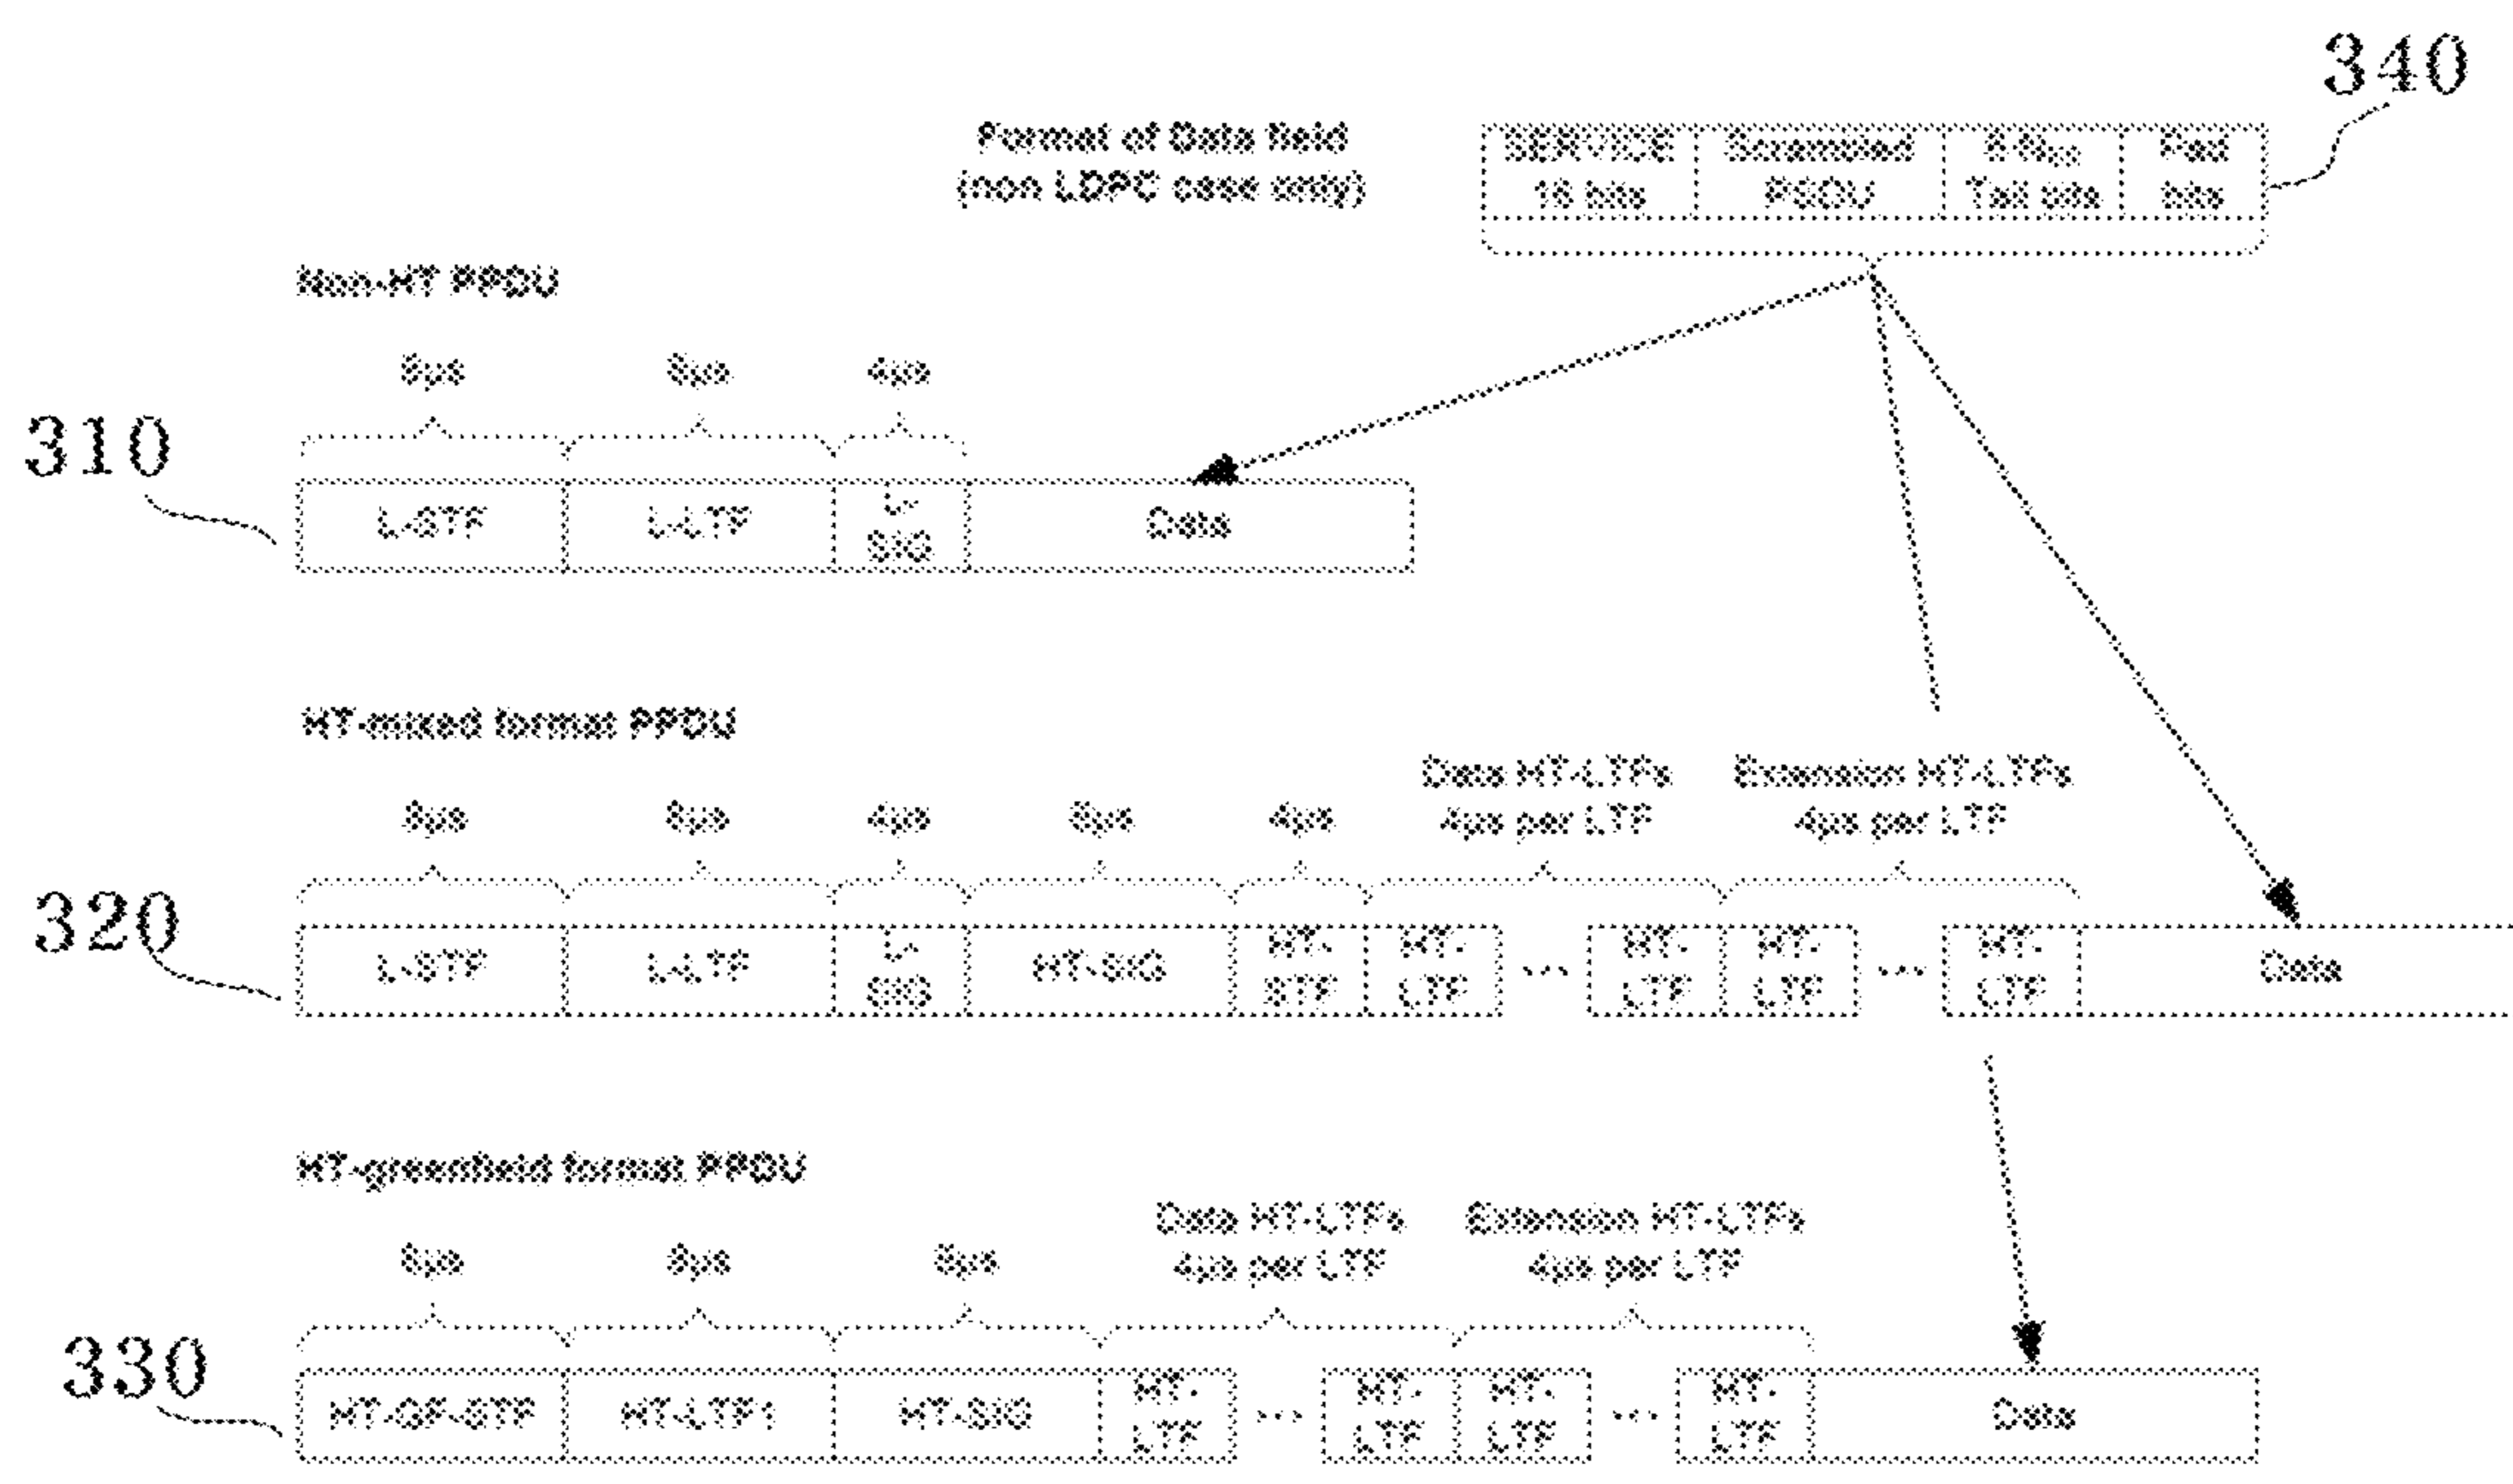 340
Format of Data field
(non LDPC case only)
SERVICE Scrambled 6·N_ES Pad
16 bits PSDU Tail bits bits
Non-HT PPDU
8µs 8µs 4µs
310
L-STF L-LTF L-SIG Data
HT-mixed format PPDU
Data HT-LTFs Extension HT-LTFs
8µs 8µs 4µs 8µs 4µs 4µs per LTF 4µs per LTF
320
L-STF L-LTF L-SIG HT-SIG HT-STF HT-LTF ... HT-LTF HT-LTF ... HT-LTF Data
HT-greenfield format PPDU
Data HT-LTFs Extension HT-LTFs
8µs 8µs 8µs 4µs per LTF 4µs per LTF
330
HT-GF-STF HT-LTF1 HT-SIG HT-LTF ... HT-LTF HT-LTF ... HT-LTF Data